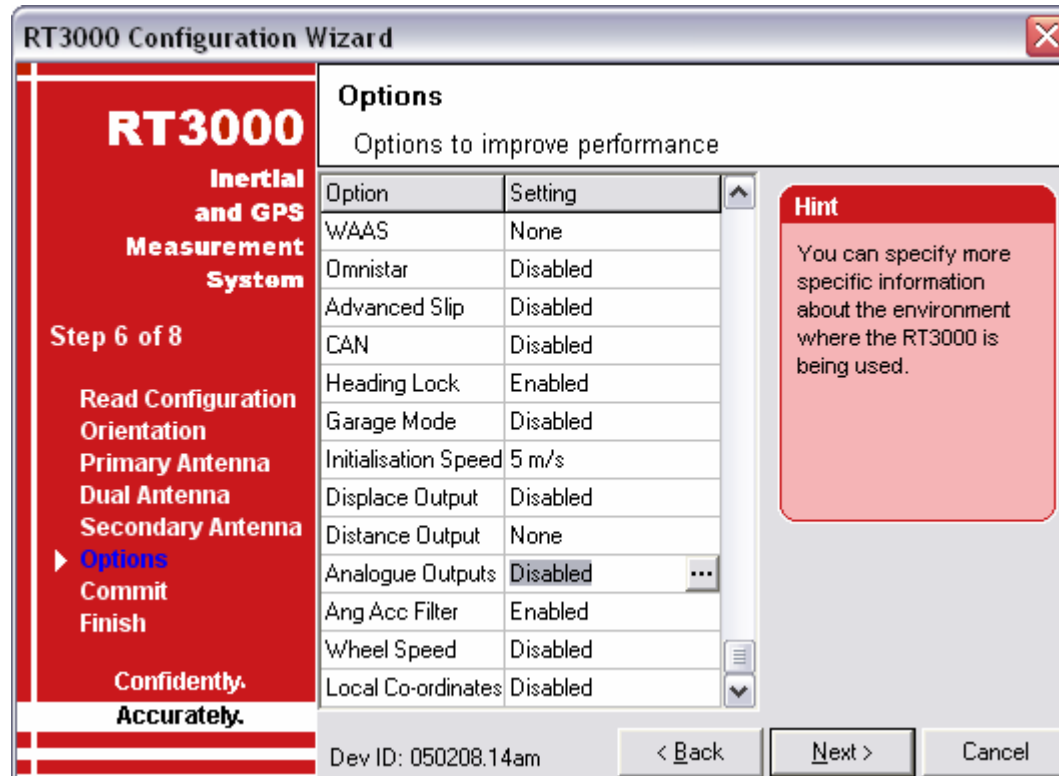 RT3000 Configuration Wizard
RT3000
Inertial
and GPS
Measurement
System
Step 6 of 8
Read Configuration
Orientation
Primary Antenna
Dual Antenna
Secondary Antenna
Options
Commit
Finish
Confidently.
Accurately.
Options
Options to improve performance
Option Setting
WAAS None
Omnistar Disabled
Advanced Slip Disabled
CAN Disabled
Heading Lock Enabled
Garage Mode Disabled
Initialisation Speed 5 m/s
Displace Output Disabled
Distance Output None
Analogue Outputs Disabled ...
Ang Acc Filter Enabled
Wheel Speed Disabled
Local Co-ordinates Disabled
Hint
You can specify more
specific information
about the environment
where the RT3000 is
being used.
Dev ID: 050208.14am
< Back Next > Cancel